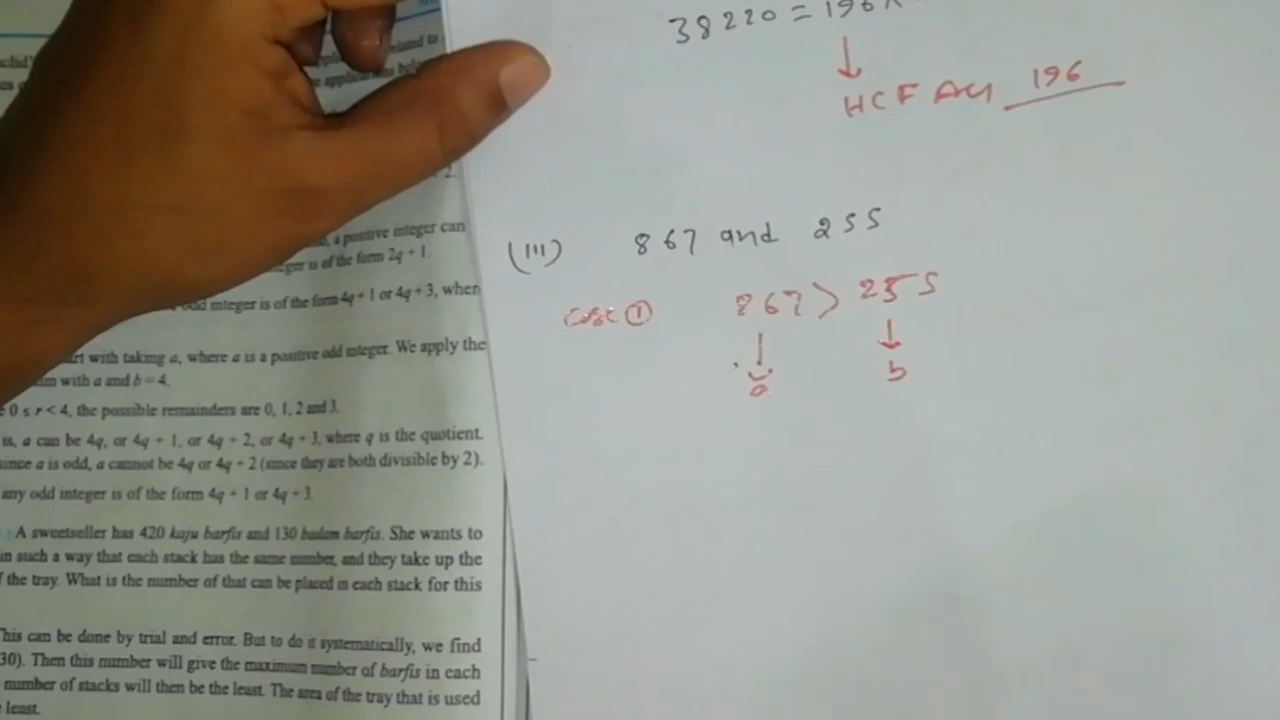 38220 = 196 ×
HCF 196
(III) 867 and 255
case ① 867 > 255
a b
related to
2.
, a positive integer can
integer is of the form 2q + 1.
odd integer is of the form 4q + 1 or 4q + 3, when
with taking a, where a is a positive odd integer. We apply the
with a and b = 4.
0 ≤ r < 4, the possible remainders are 0, 1, 2 and 3.
is, a can be 4q, or 4q + 1, or 4q + 2, or 4q + 3, where q is the quotient.
since a is odd, a cannot be 4q or 4q + 2 (since they are both divisible by 2).
any odd integer is of the form 4q + 1 or 4q + 3.
: A sweetseller has 420 kaju barfis and 130 badam barfis. She wants to
in such a way that each stack has the same number, and they take up the
the tray. What is the number of that can be placed in each stack for this
This can be done by trial and error. But to do it systematically, we find
30). Then this number will give the maximum number of barfis in each
number of stacks will then be the least. The area of the tray that is used
least.